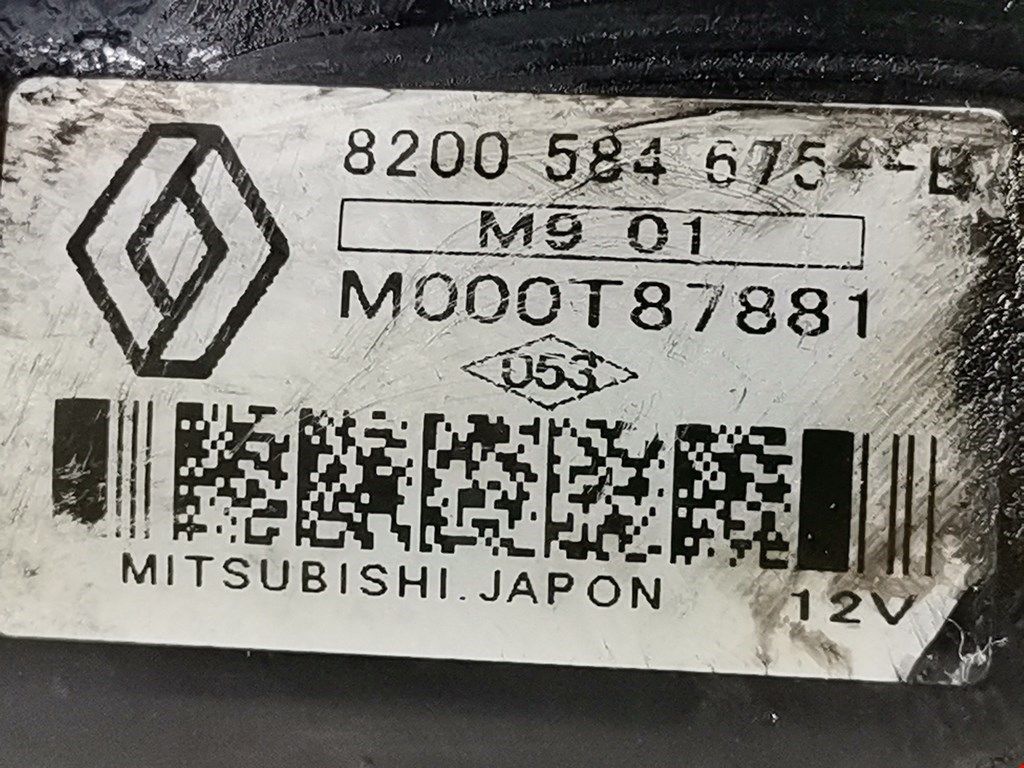 8200 584 675--E
M9 01
M000T87881
053
MITSUBISHI.JAPON
12V